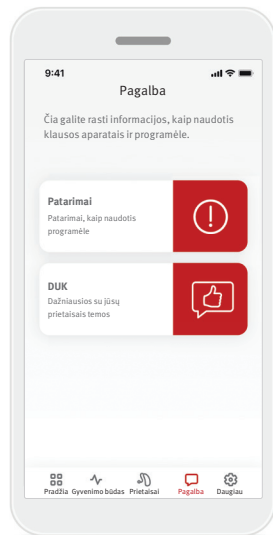 9:41
Pagalba
Čia galite rasti informacijos, kaip naudotis
klausos aparatais ir programėle.
Patarimai
Patarimai, kaip naudotis
programėle
DUK
Dažniausios su jūsų
prietaisais temos
Pradžia Gyvenimo būdas Prietaisai Pagalba Daugiau